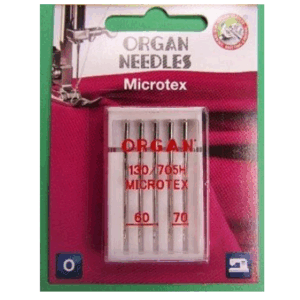 ORGAN
NEEDLES
Microtex
ORGAN
130/705H
MICROTEX
60 70